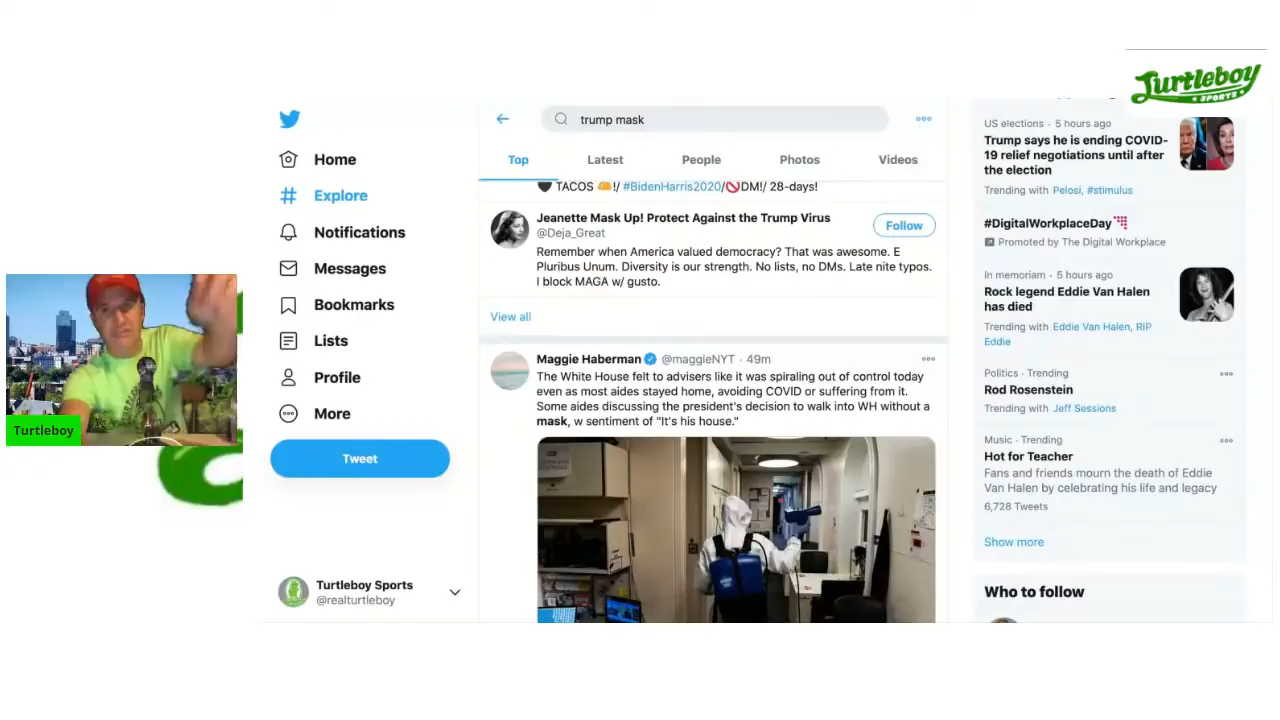 Turtleboy
SPORTS
trump mask
Top
Latest
People
Photos
Videos
Home
Explore
Notifications
Messages
Bookmarks
Lists
Profile
More
Tweet
Turtleboy Sports
@realturtleboy
Turtleboy
🖤 TACOS 🌮!/ #BidenHarris2020/🚫DM!/ 28-days!
Jeanette Mask Up! Protect Against the Trump Virus
@Deja_Great
Follow
Remember when America valued democracy? That was awesome. E
Pluribus Unum. Diversity is our strength. No lists, no DMs. Late nite typos.
I block MAGA w/ gusto.
View all
Maggie Haberman @maggieNYT · 49m
The White House felt to advisers like it was spiraling out of control today
even as most aides stayed home, avoiding COVID or suffering from it.
Some aides discussing the president's decision to walk into WH without a
mask, w sentiment of "It's his house."
US elections · 5 hours ago
Trump says he is ending COVID-
19 relief negotiations until after
the election
Trending with Pelosi, #stimulus
#DigitalWorkplaceDay
Promoted by The Digital Workplace
In memoriam · 5 hours ago
Rock legend Eddie Van Halen
has died
Trending with Eddie Van Halen, RIP
Eddie
Politics · Trending
Rod Rosenstein
Trending with Jeff Sessions
Music · Trending
Hot for Teacher
Fans and friends mourn the death of Eddie
Van Halen by celebrating his life and legacy
6,728 Tweets
Show more
Who to follow